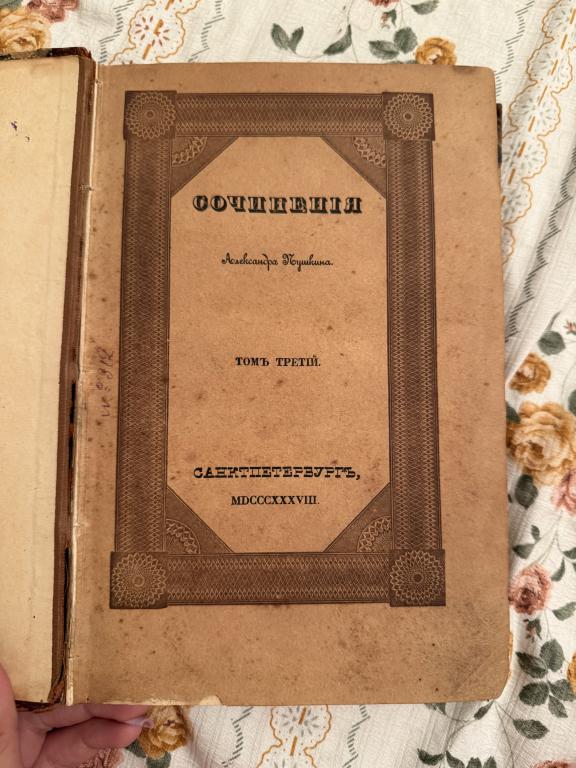 СОЧИНЕНІЯ
Александра Пушкина.
ТОМЪ ТРЕТІЙ.
САНКТПЕТЕРБУРГЪ,
MDCCCXXXVIII.